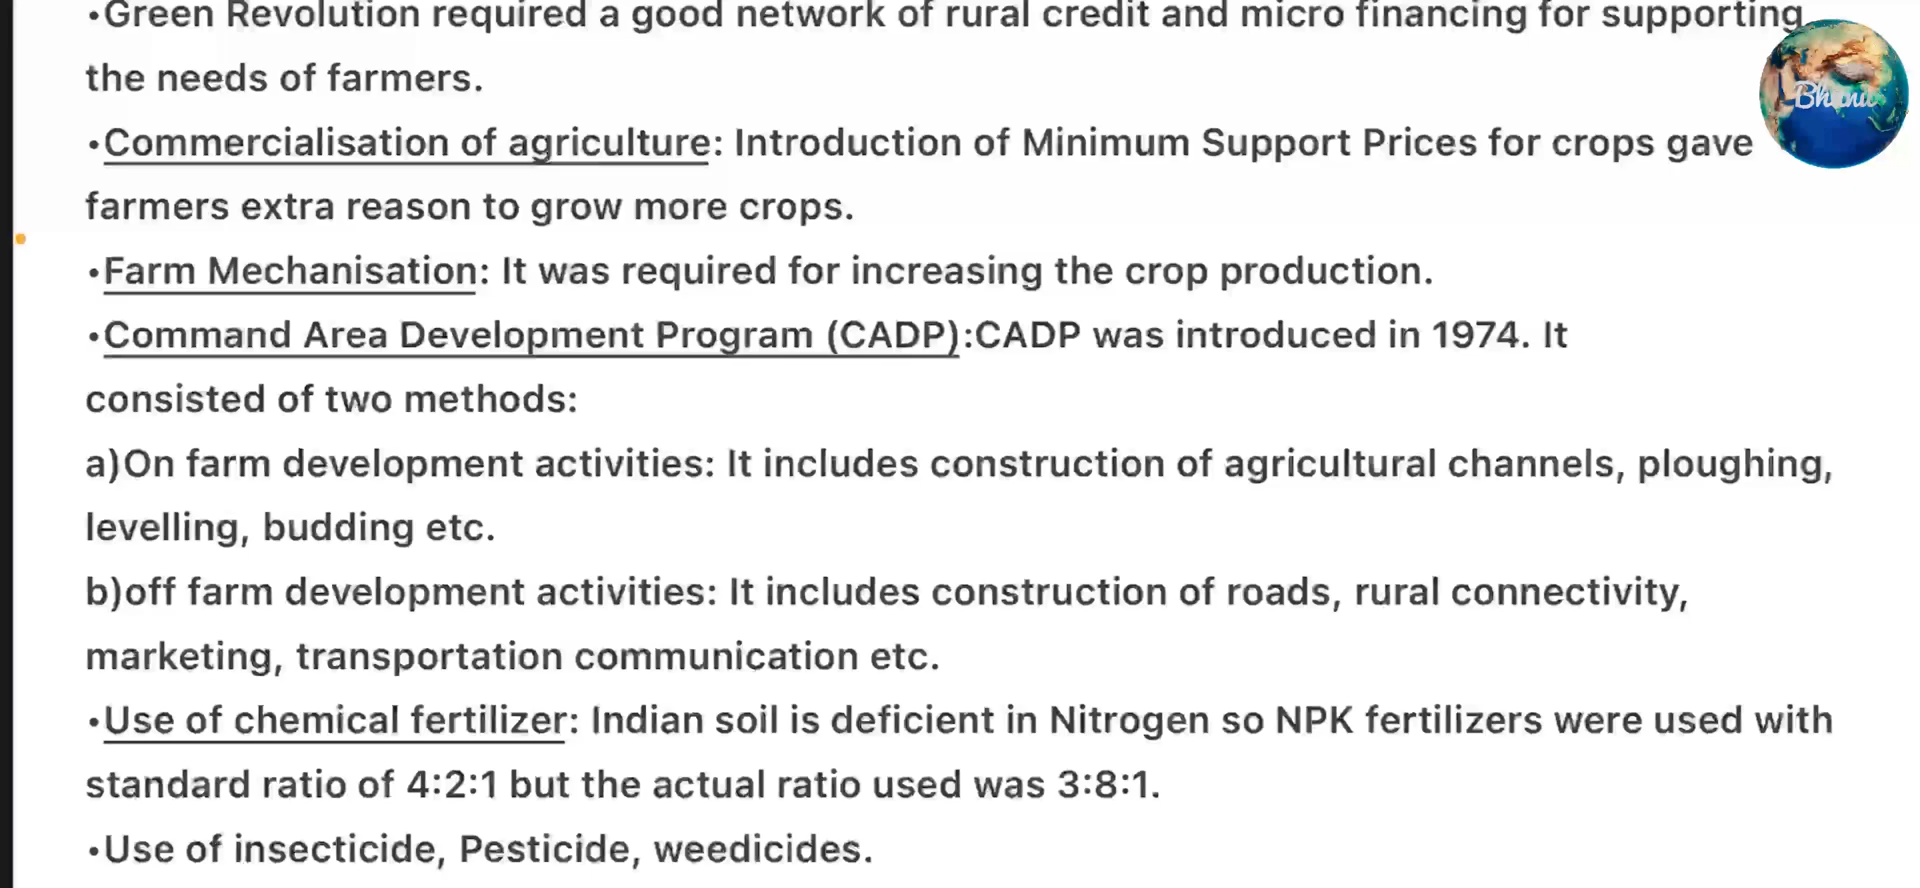 •Green Revolution required a good network of rural credit and micro financing for supporting
the needs of farmers.
•Commercialisation of agriculture: Introduction of Minimum Support Prices for crops gave
farmers extra reason to grow more crops.
•Farm Mechanisation: It was required for increasing the crop production.
•Command Area Development Program (CADP):CADP was introduced in 1974. It
consisted of two methods:
a)On farm development activities: It includes construction of agricultural channels, ploughing,
levelling, budding etc.
b)off farm development activities: It includes construction of roads, rural connectivity,
marketing, transportation communication etc.
•Use of chemical fertilizer: Indian soil is deficient in Nitrogen so NPK fertilizers were used with
standard ratio of 4:2:1 but the actual ratio used was 3:8:1.
•Use of insecticide, Pesticide, weedicides.